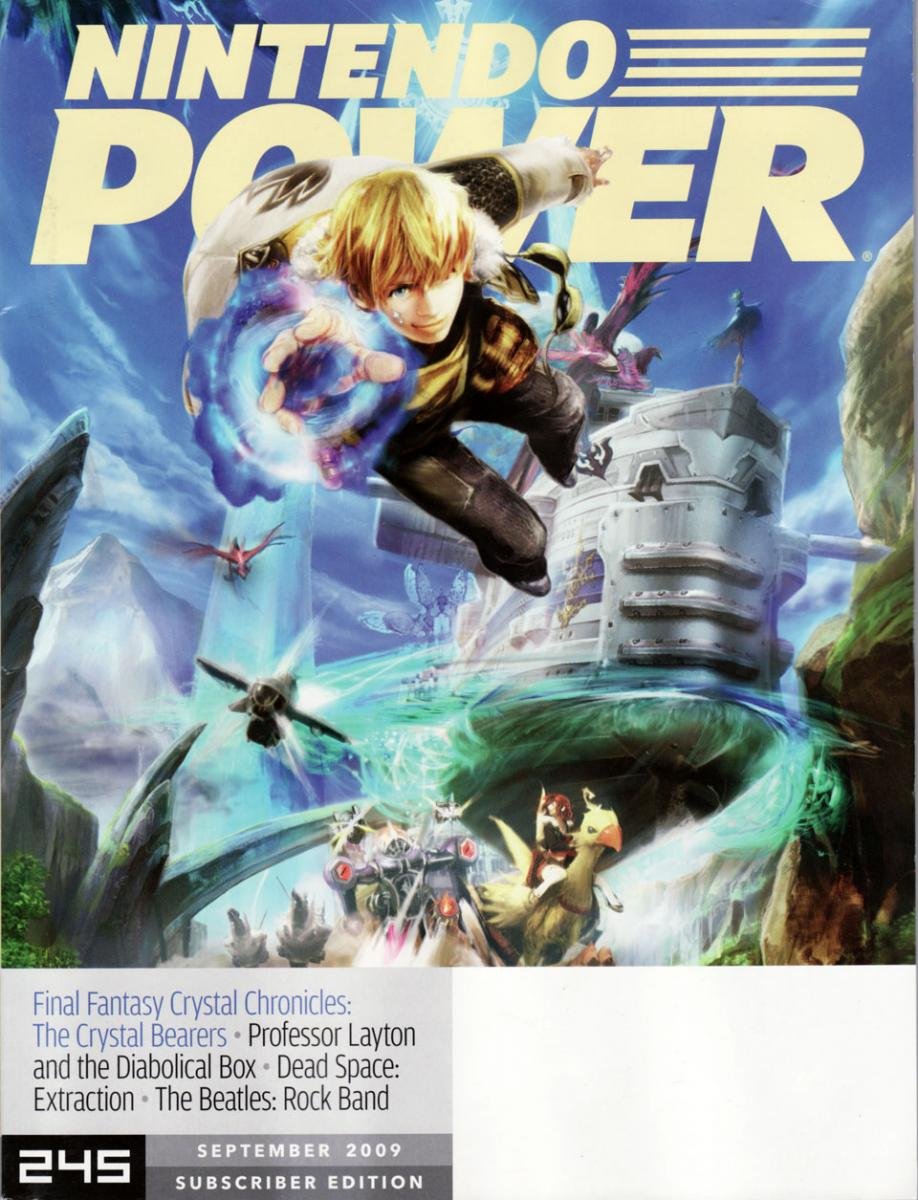 NINTENDO
POWER®
Final Fantasy Crystal Chronicles:
The Crystal Bearers • Professor Layton
and the Diabolical Box • Dead Space:
Extraction • The Beatles: Rock Band
245
SEPTEMBER 2009
SUBSCRIBER EDITION